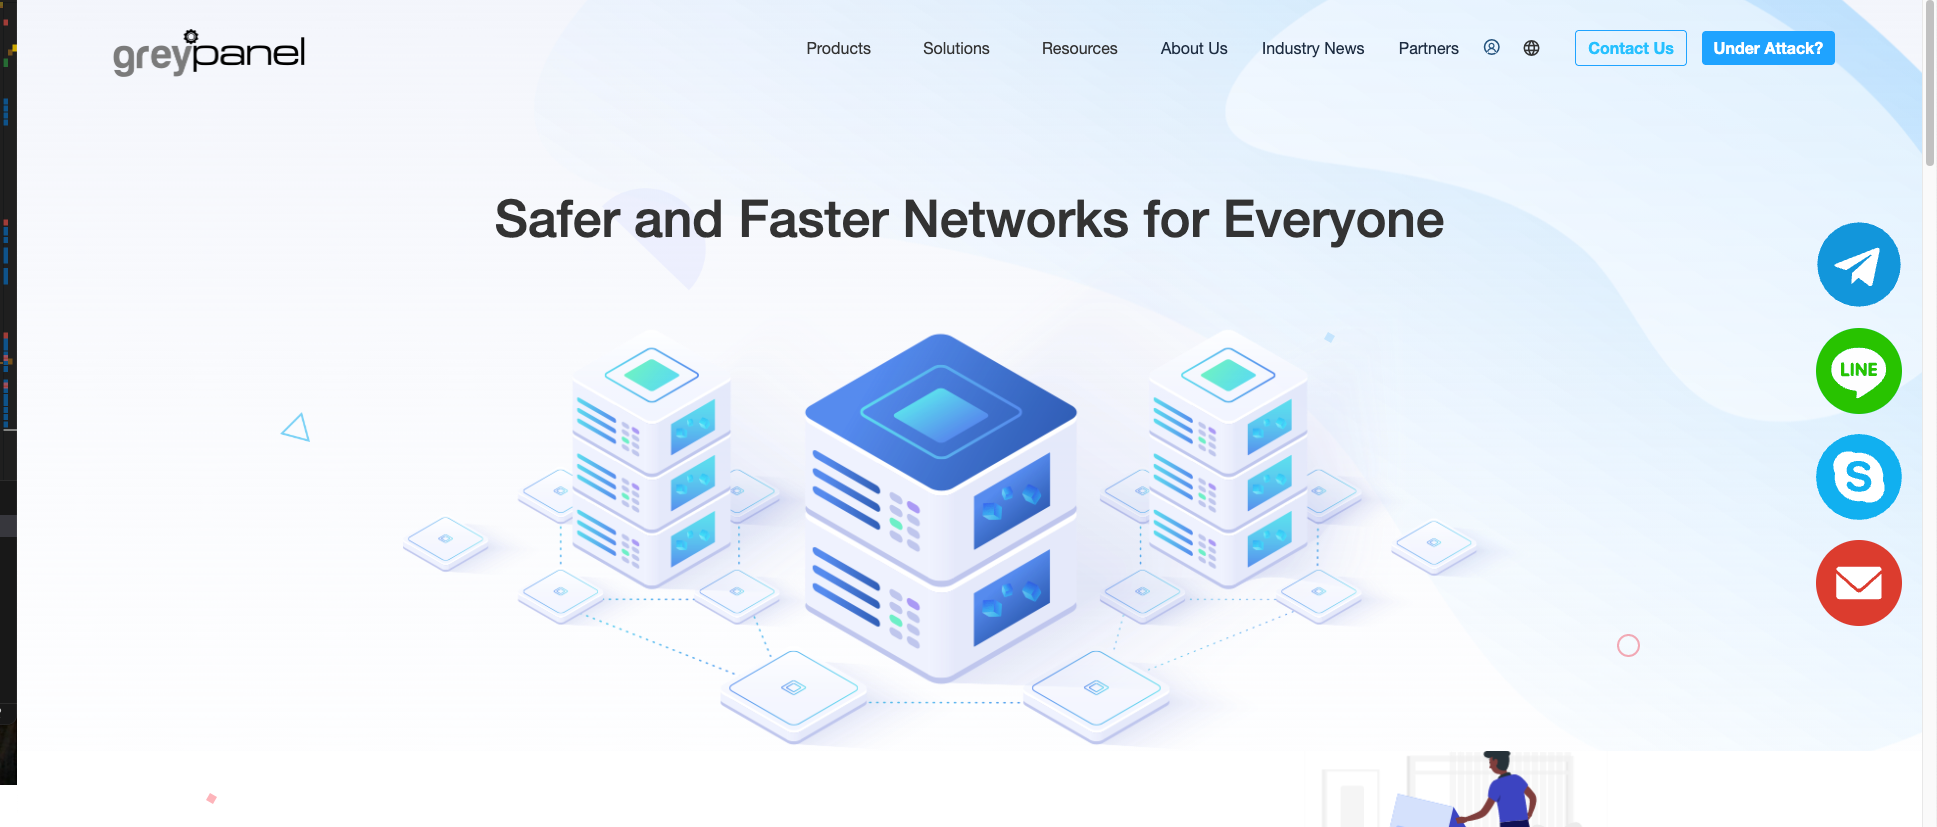 greypanel
Products Solutions Resources About Us Industry News Partners Contact Us Under Attack?
Safer and Faster Networks for Everyone
LINE